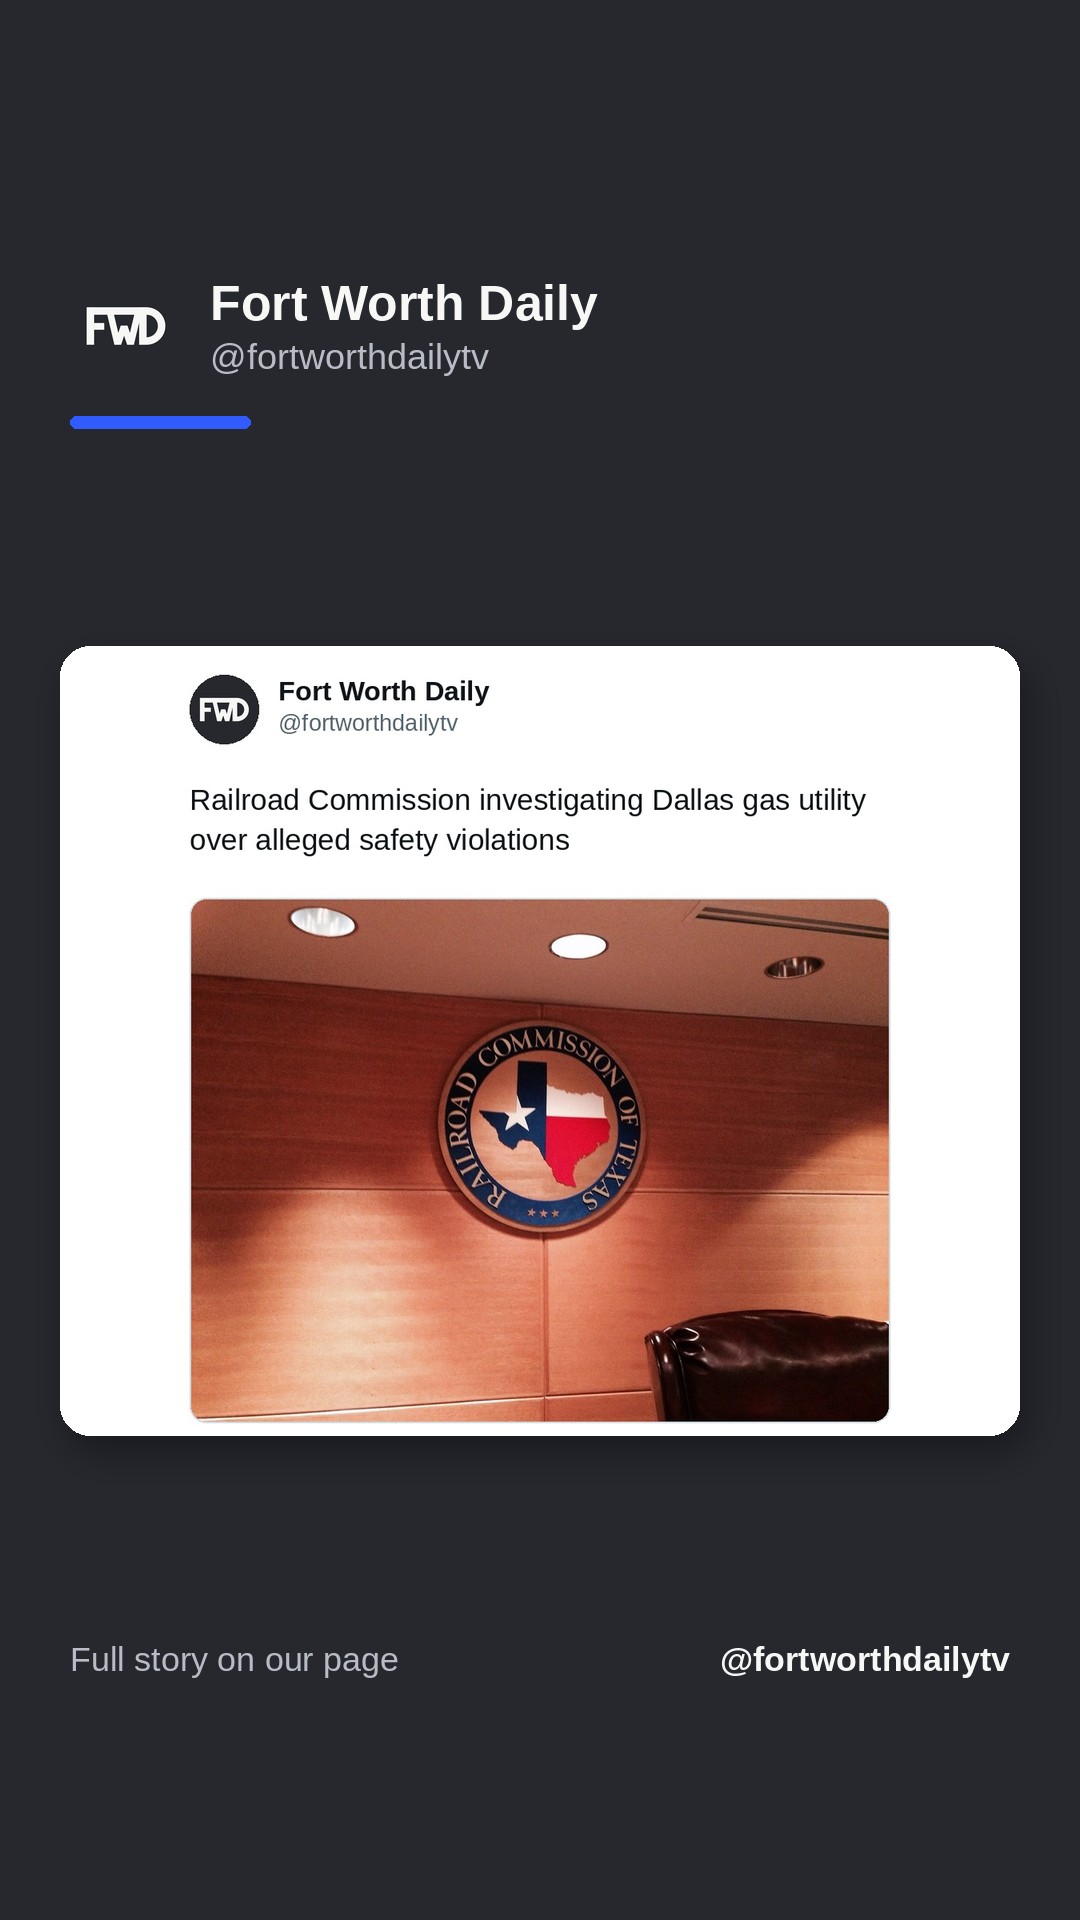 FWD
Fort Worth Daily
@fortworthdailytv
FWD
Fort Worth Daily
@fortworthdailytv
Railroad Commission investigating Dallas gas utility
over alleged safety violations
RAILROAD COMMISSION OF TEXAS
Full story on our page
@fortworthdailytv